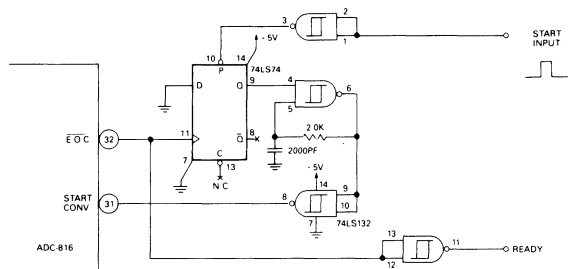 3
2
1
START
INPUT
10
14
- 5V
P
74LS74
D
Q
9
4
5
6
EOC
32
11
Q
8
2 0K
2000PF
7
C
13
N C
- 5V
START
CONV
31
8
14
9
10
7
74LS132
ADC-816
13
12
11
READY